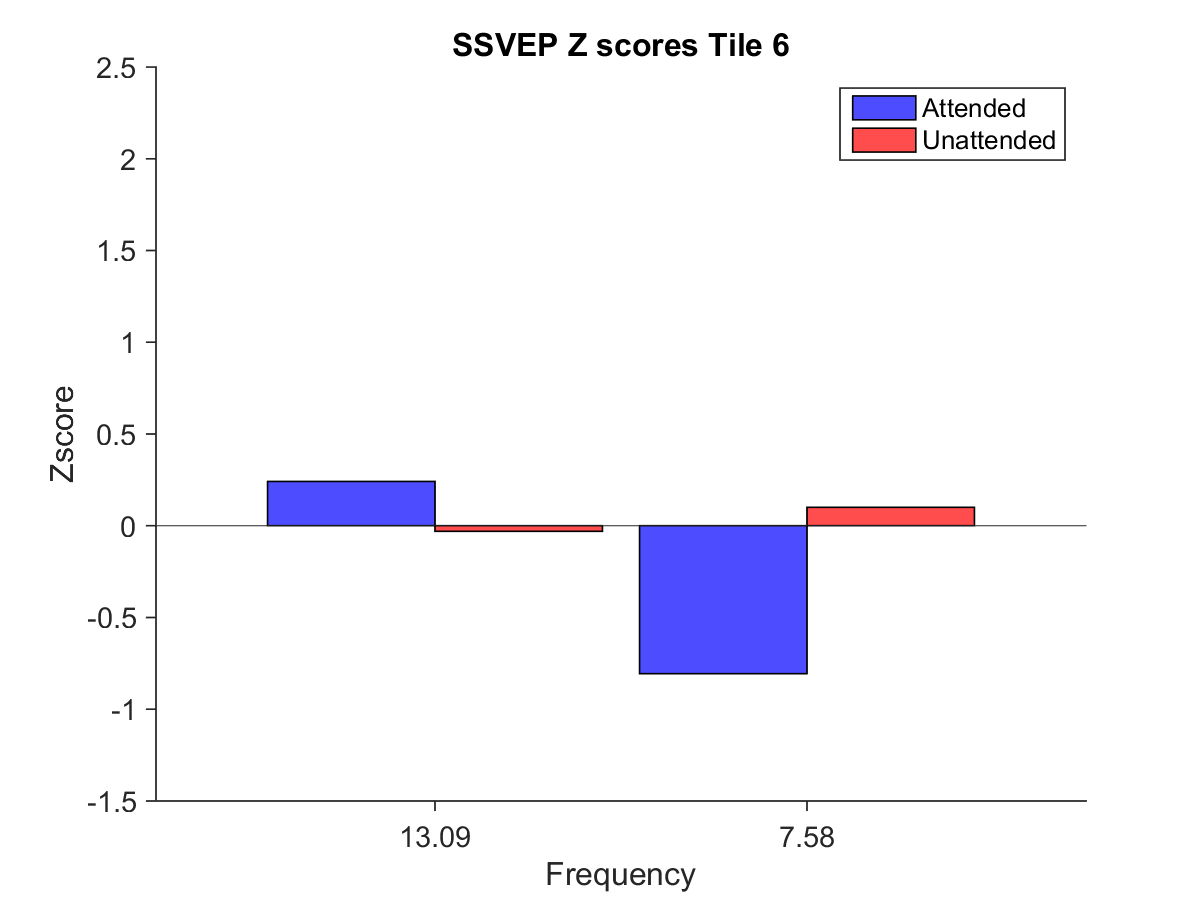 SSVEP Z scores Tile 6
Attended
Unattended
2.5
2
1.5
1
0.5
0
-0.5
-1
-1.5
Zscore
13.09
7.58
Frequency